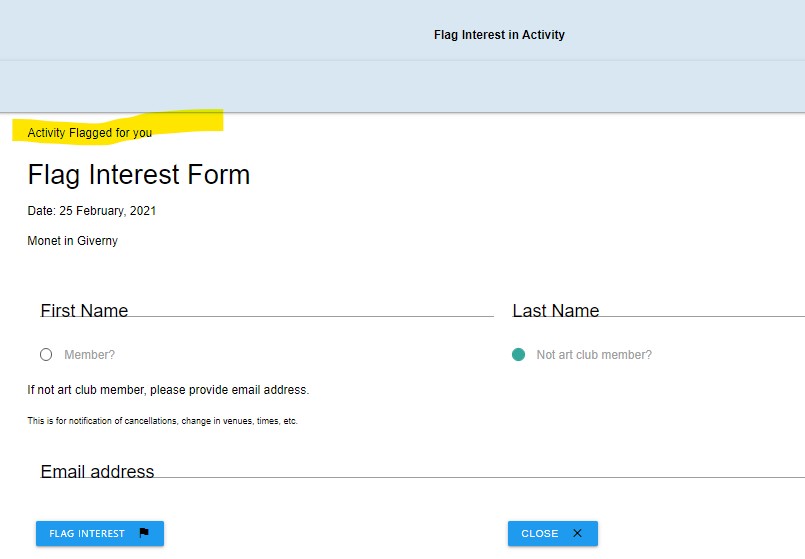 Flag Interest in Activity
Activity Flagged for you
Flag Interest Form
Date: 25 February, 2021
Monet in Giverny
First Name Last Name
Member? Not art club member?
If not art club member, please provide email address.
This is for notification of cancellations, change in venues, times, etc.
Email address
FLAG INTEREST CLOSE